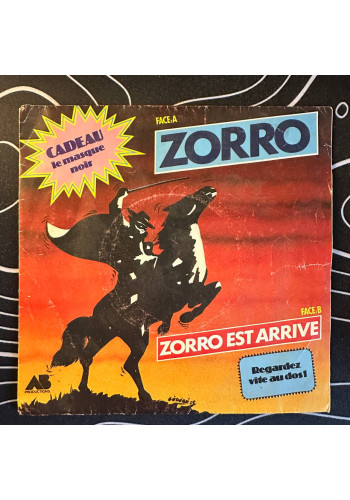 FACE:A
ZORRO
CADEAU
le masque
noir
FACE:B
ZORRO EST ARRIVE
Regardez
vite au dos!
AB
PRODUCTIONS